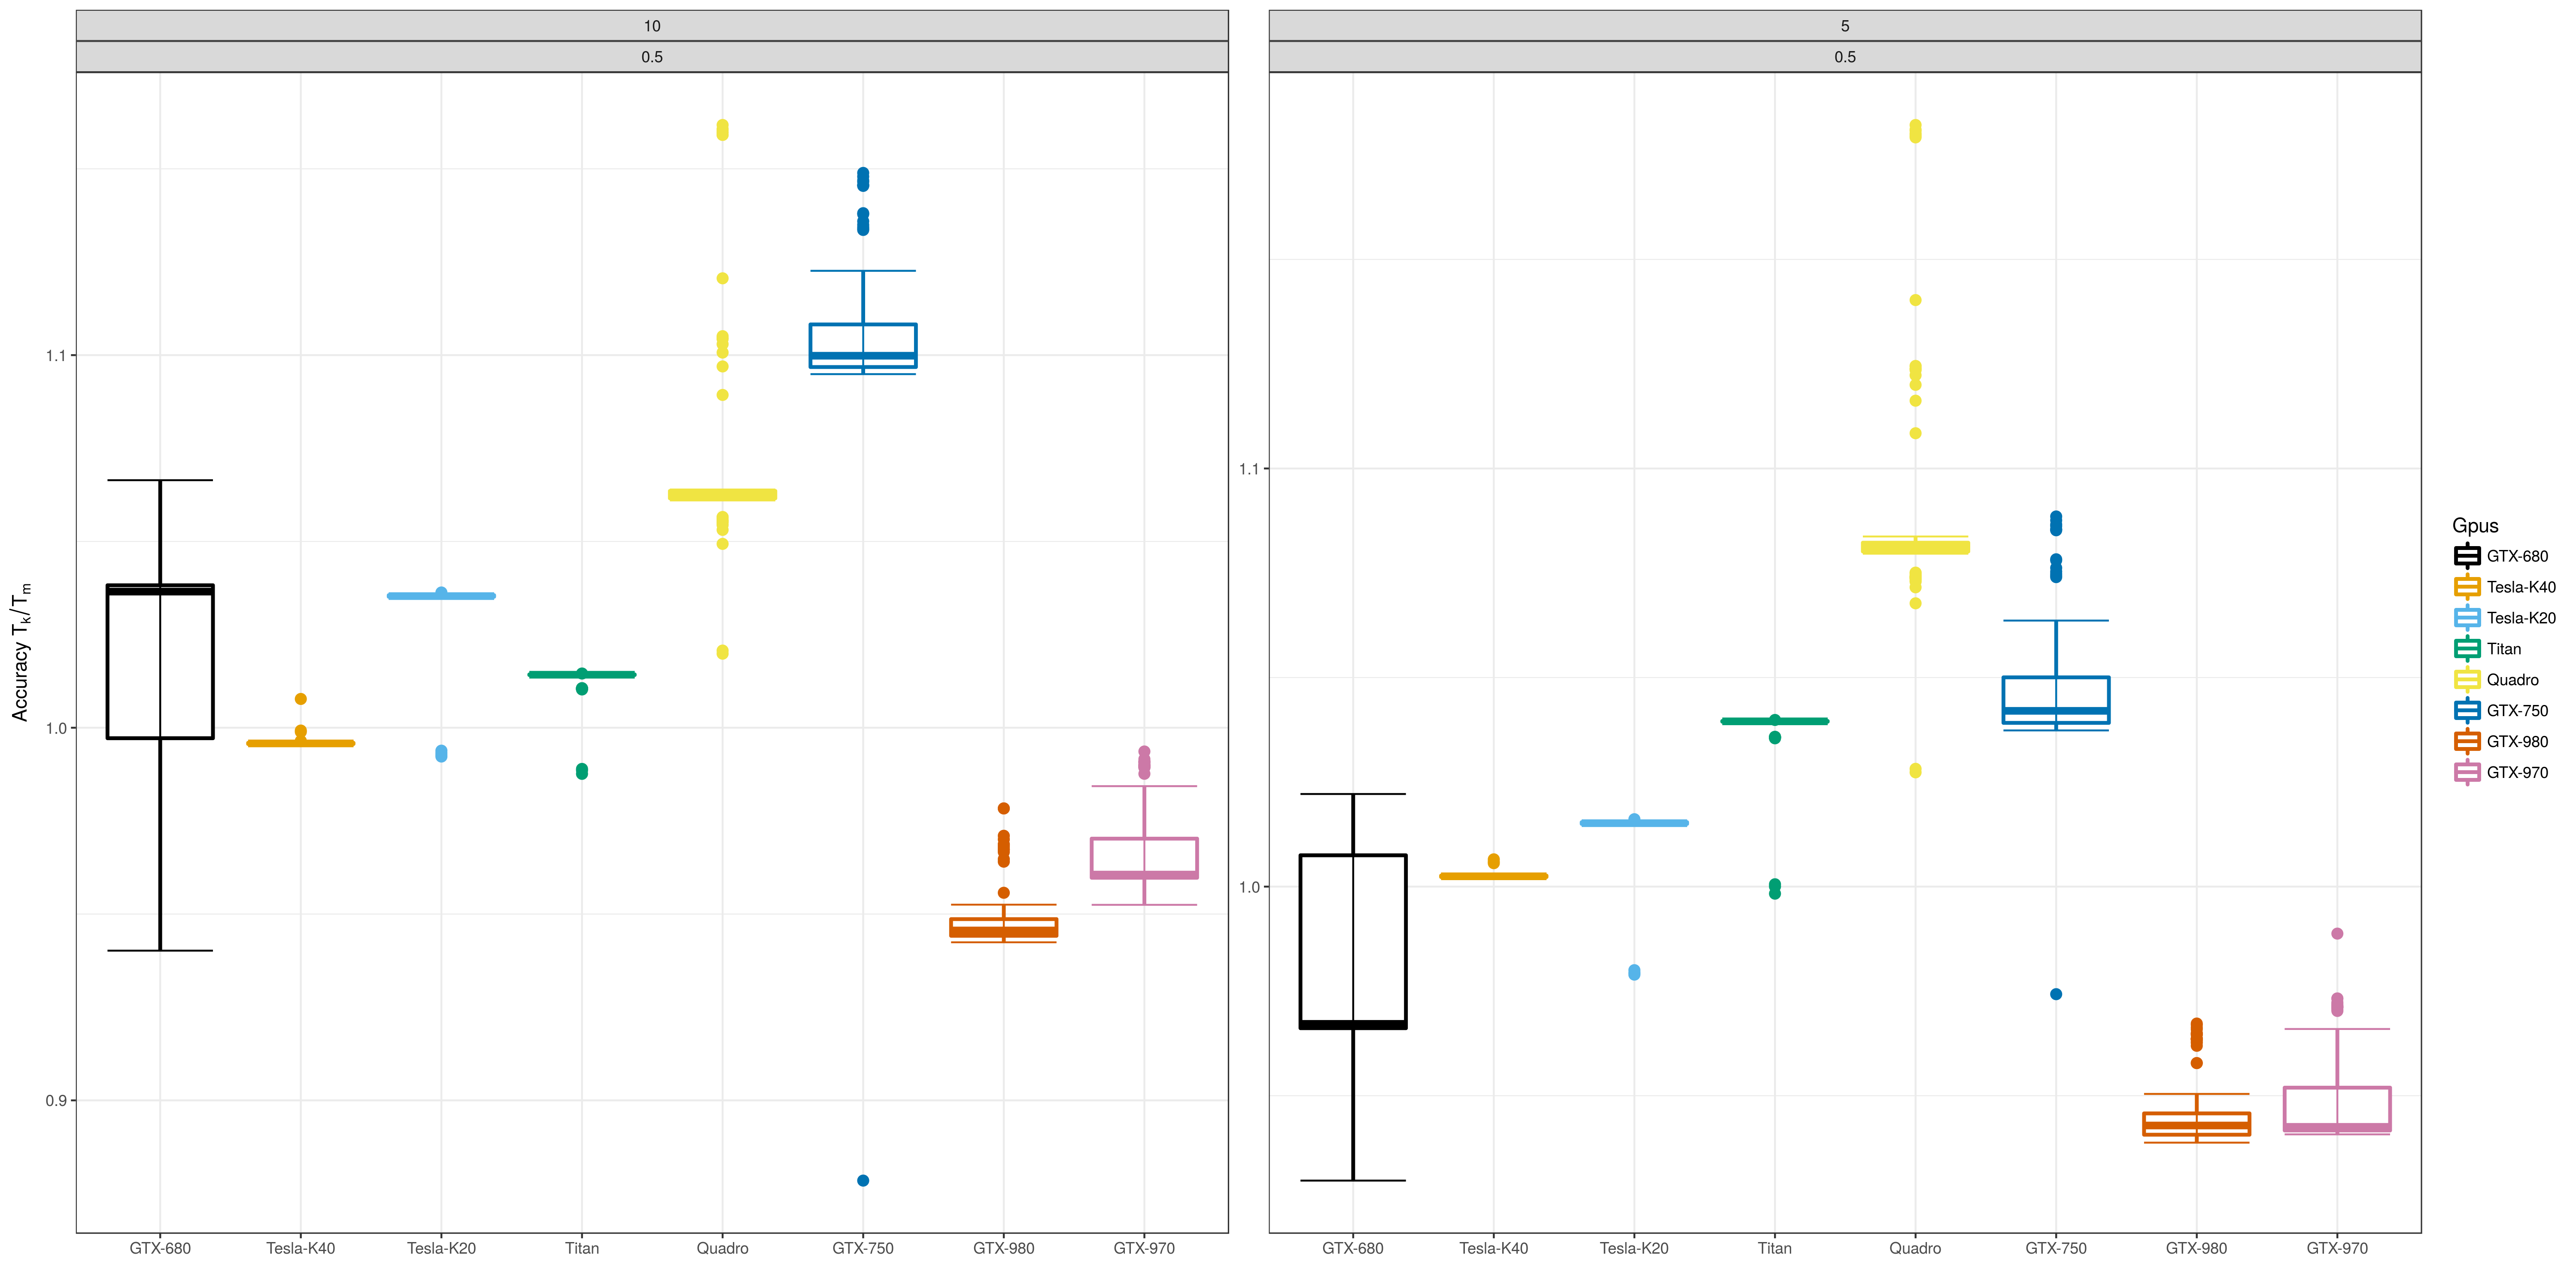 10
5
0.5
0.5
1.1
1.0
0.9
1.1
1.0
Accuracy Tk/Tm
GTX-680 Tesla-K40 Tesla-K20 Titan Quadro GTX-750 GTX-980 GTX-970
GTX-680 Tesla-K40 Tesla-K20 Titan Quadro GTX-750 GTX-980 GTX-970
Gpus
GTX-680
Tesla-K40
Tesla-K20
Titan
Quadro
GTX-750
GTX-980
GTX-970